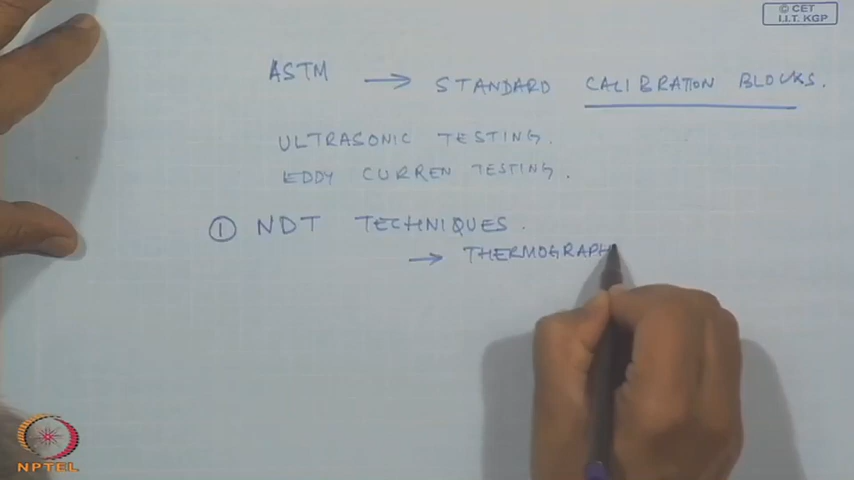 © CET
I.I.T. KGP
ASTM → STANDARD CALIBRATION BLOCKS.
ULTRASONIC TESTING.
EDDY CURREN TESTING.
① NDT TECHNIQUES.
→ THERMOGRAPH
NPTEL